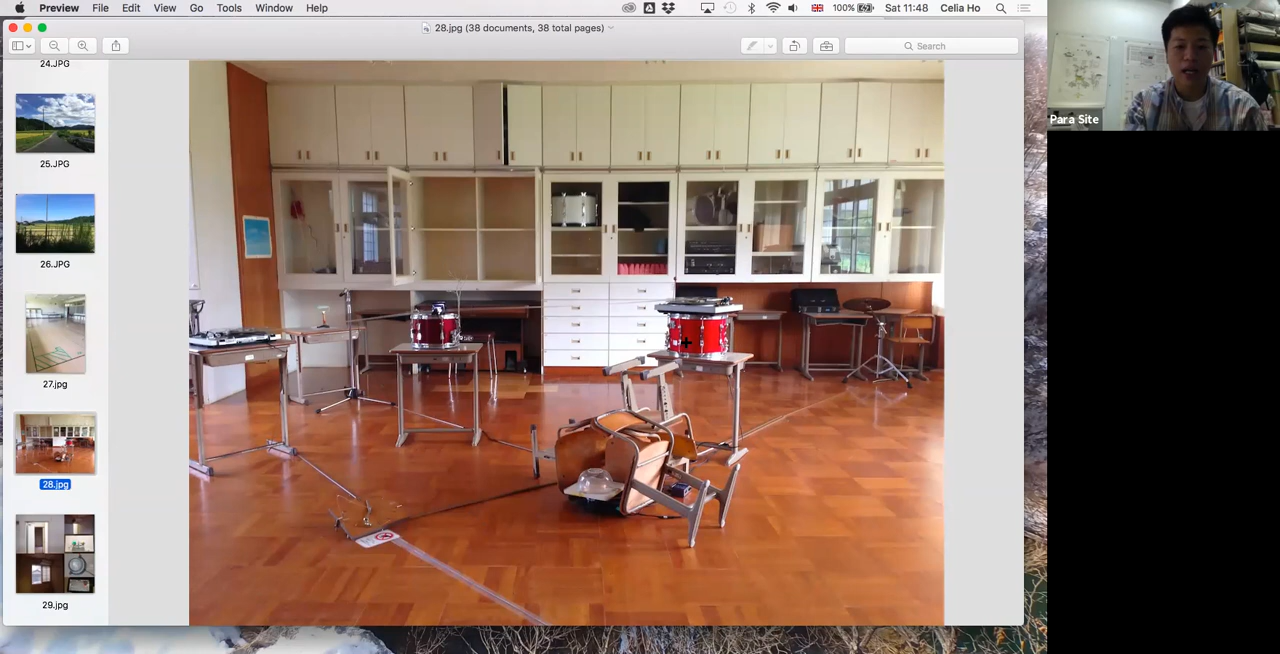 Preview File Edit View Go Tools Window Help
100% Sat 11:48 Celia Ho
28.jpg (38 documents, 38 total pages)
Search
24.JPG
25.JPG
26.JPG
27.jpg
28.jpg
29.jpg
Para Site